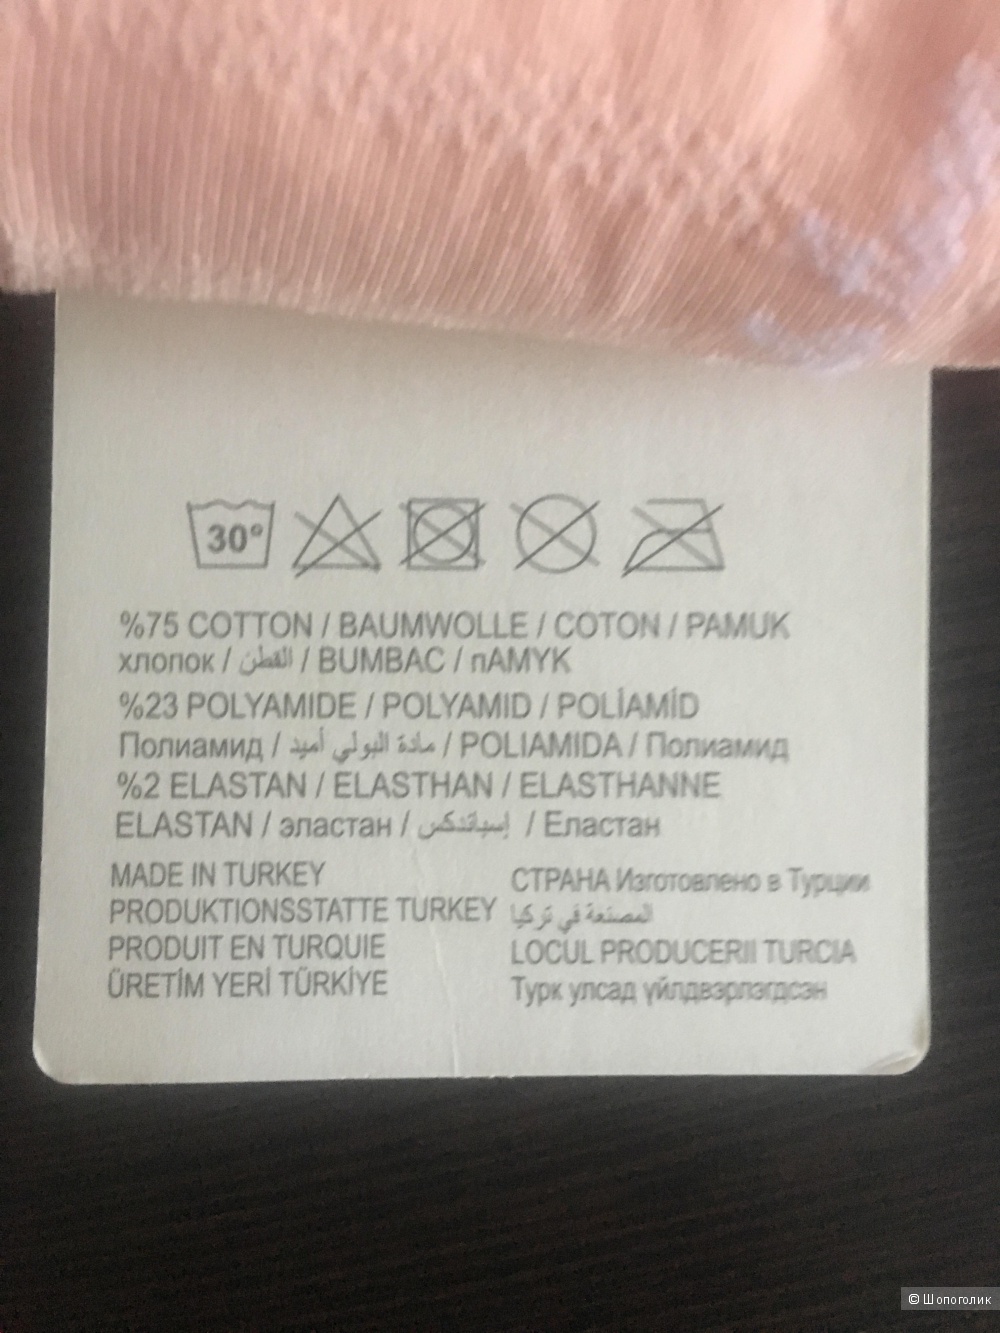 30°
%75 COTTON / BAUMWOLLE / COTON / PAMUK
хлопок / القطن / BUMBAC / пAMYK
%23 POLYAMIDE / POLYAMID / POLİAMİD
Полиамид / مادة البولي أميد / POLIAMIDA / Полиамид
%2 ELASTAN / ELASTHAN / ELASTHANNE
ELASTAN / эластан / إسباندكس / Еластан
MADE IN TURKEY
PRODUKTIONSSTATTE TURKEY
PRODUIT EN TURQUIE
ÜRETİM YERİ TÜRKİYE
СТРАНА Изготовлено в Турции
المصنعة في تركيا
LOCUL PRODUCERII TURCIA
Турк улсад үйлдвэрлэгдсэн
© Шопоголик